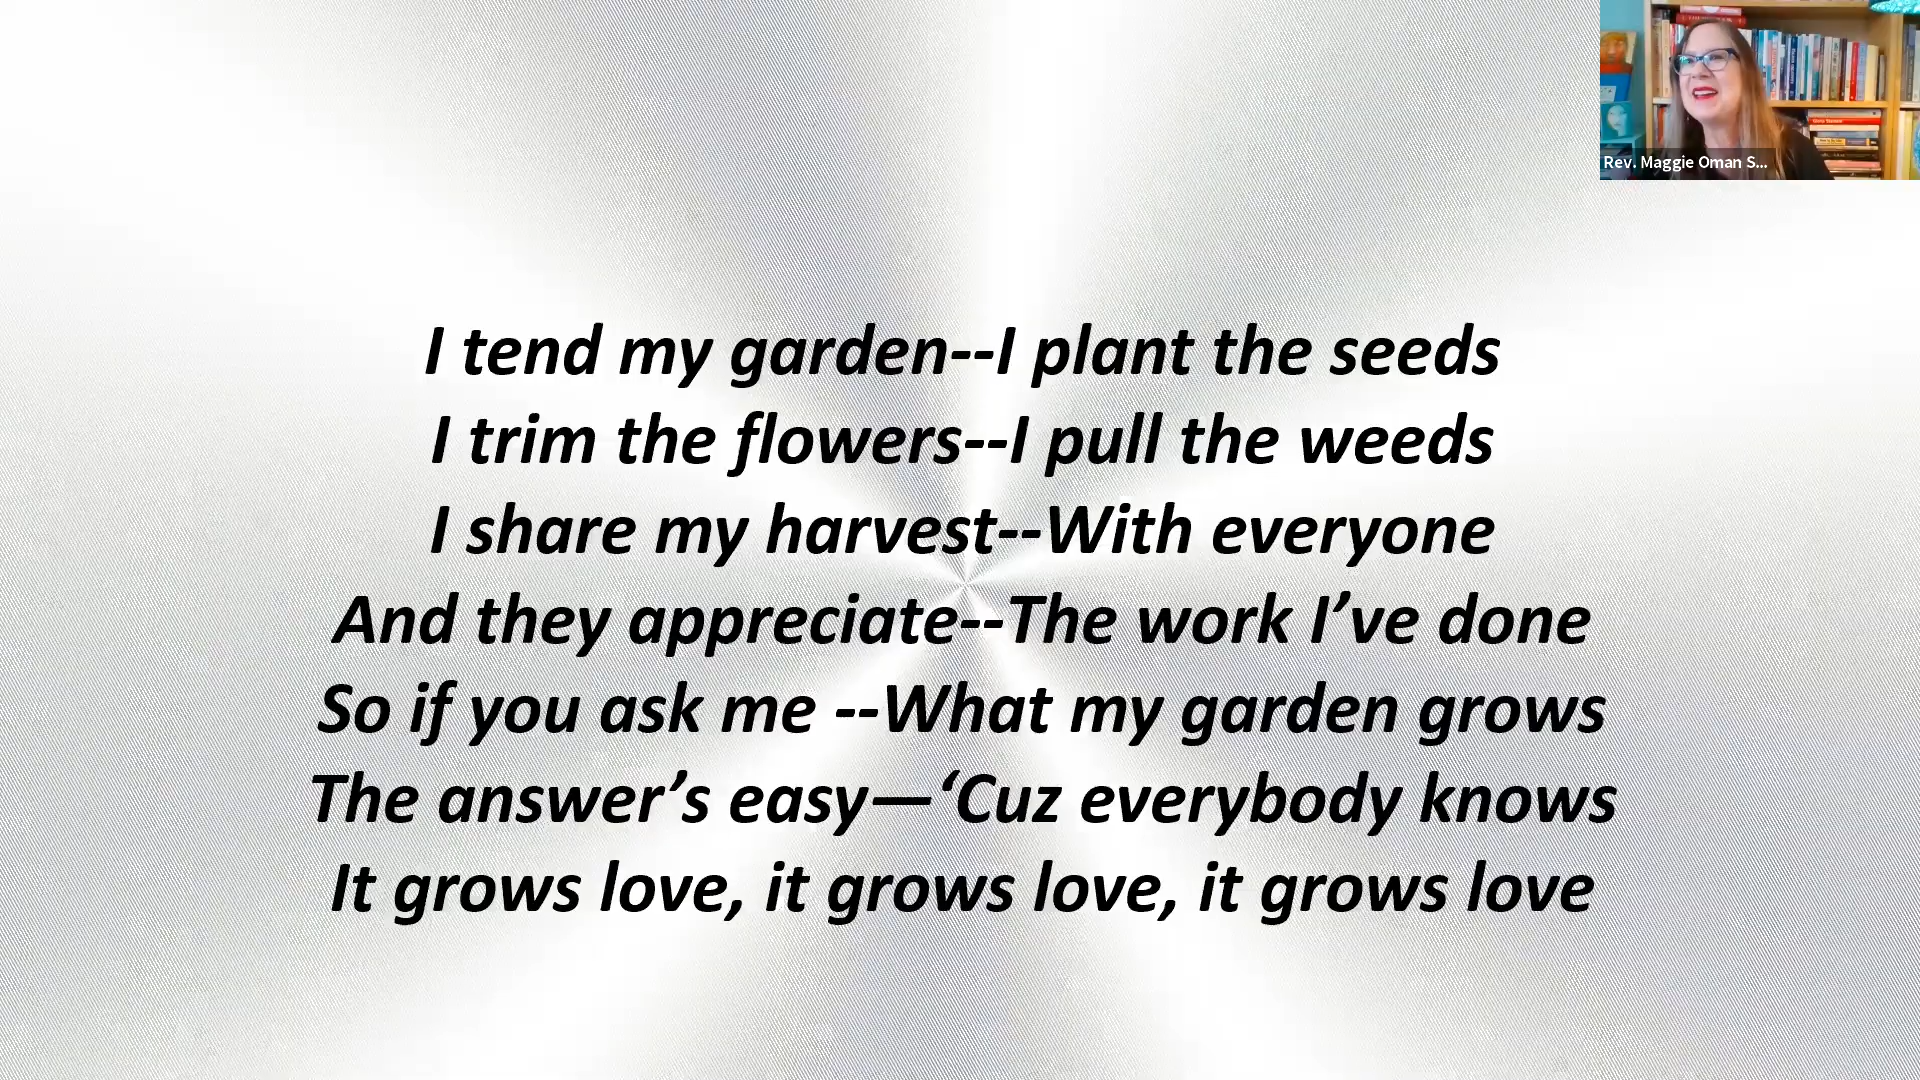 Rev. Maggie Oman S...
I tend my garden--I plant the seeds
I trim the flowers--I pull the weeds
I share my harvest--With everyone
And they appreciate--The work I’ve done
So if you ask me --What my garden grows
The answer’s easy—‘Cuz everybody knows
It grows love, it grows love, it grows love